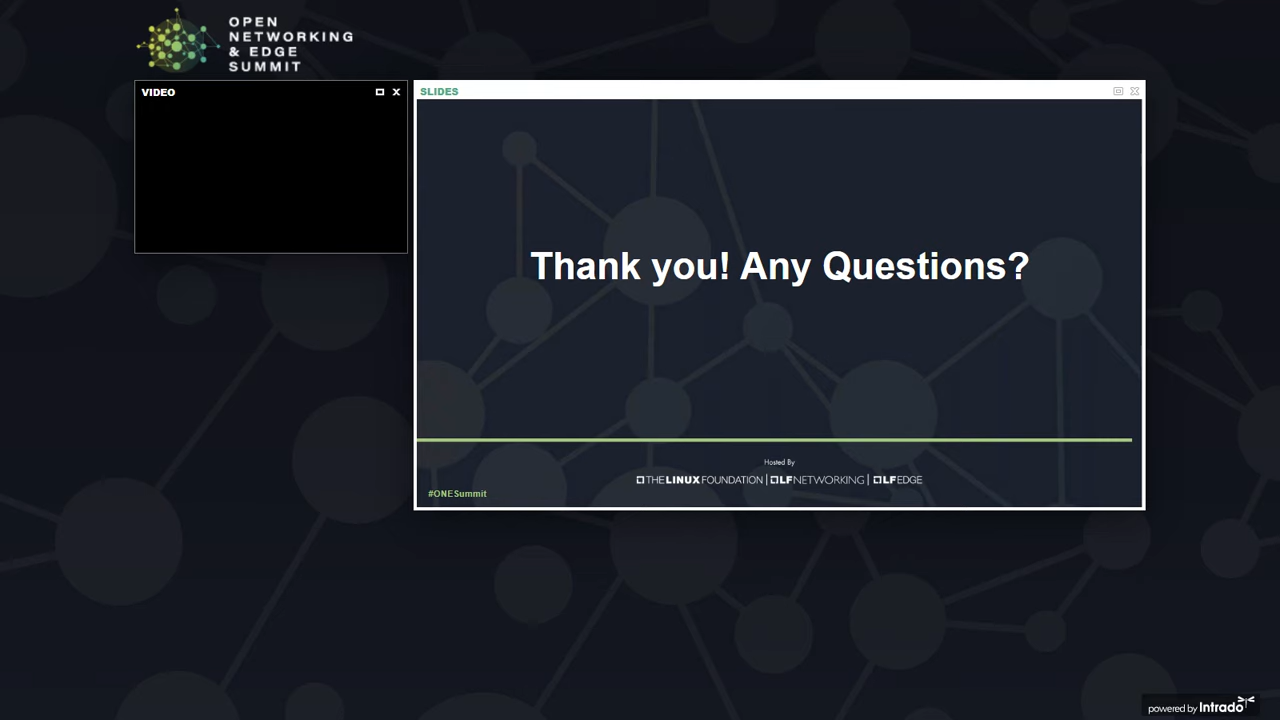 OPEN
NETWORKING
& EDGE
SUMMIT
VIDEO
SLIDES
Thank you! Any Questions?
Hosted By
THE LINUX FOUNDATION | LF NETWORKING | LF EDGE
#ONESummit
powered by Intrado